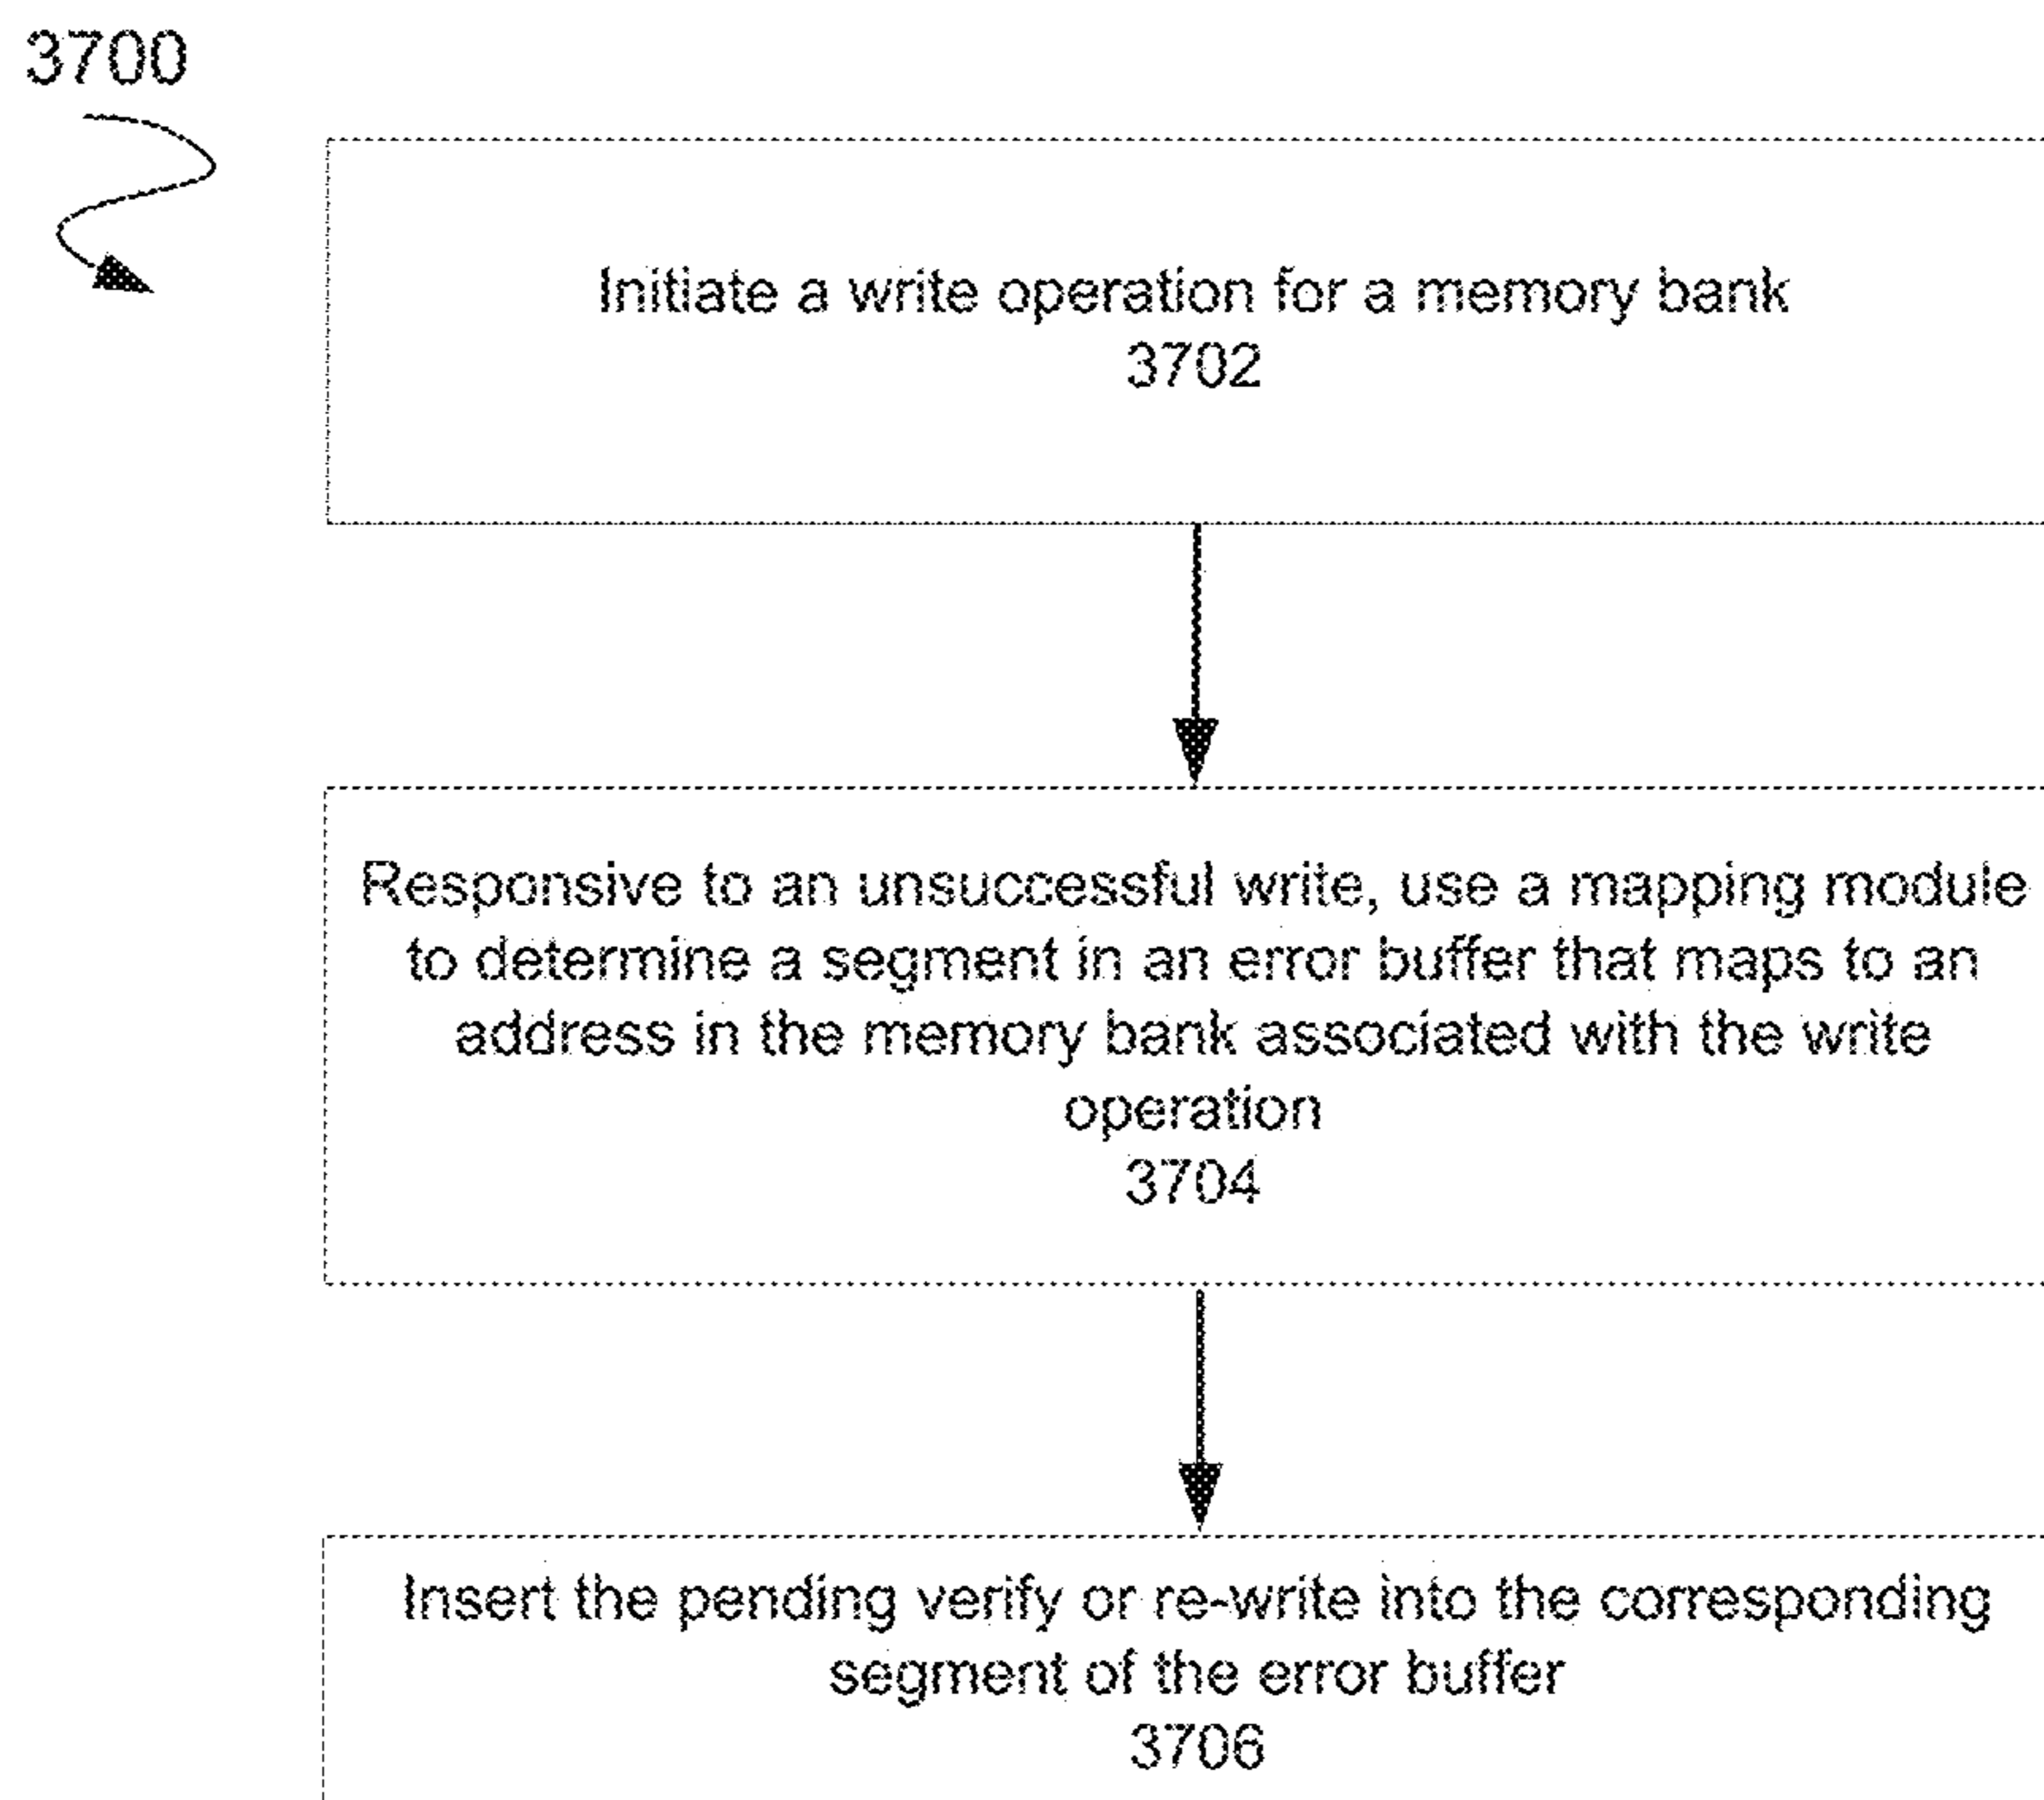 3700
Initiate a write operation for a memory bank
3702
Responsive to an unsuccessful write, use a mapping module
to determine a segment in an error buffer that maps to an
address in the memory bank associated with the write
operation
3704
Insert the pending verify or re-write into the corresponding
segment of the error buffer
3706